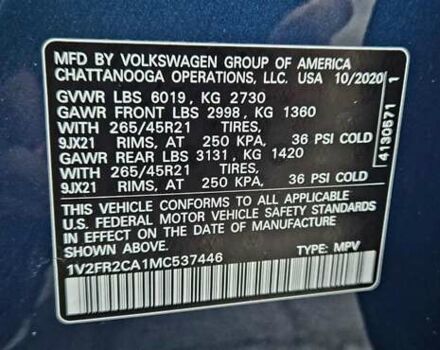 MFD BY VOLKSWAGEN GROUP OF AMERICA
CHATTANOOGA OPERATIONS, LLC. USA 10/2020
GVWR LBS 6019, KG 2730
GAWR FRONT LBS 2998, KG 1360
WITH 265/45R21 TIRES,
9JX21 RIMS, AT 250 KPA, 36 PSI COLD
GAWR REAR LBS 3131, KG 1420
WITH 265/45R21 TIRES,
9JX21 RIMS, AT 250 KPA, 36 PSI COLD
THIS VEHICLE CONFORMS TO ALL APPLICABLE
U.S. FEDERAL MOTOR VEHICLE SAFETY STANDARDS
IN EFFECT ON THE DATE OF MANUFACTURE
SHOWN ABOVE.
1V2FR2CA1MC537446 TYPE: MPV
4130571 1